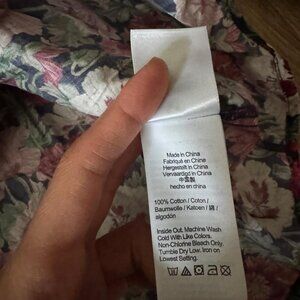 Made in China
Fabriqué en Chine
Hergestellt in China
Vervaardigd in China
中国製
hecho en china
100% Cotton / Coton /
Baumwolle / Katoen / 綿 /
algodón
Inside Out. Machine Wash
Cold With Like Colors.
Non-Chlorine Bleach Only.
Tumble Dry Low. Iron on
Lowest Setting.